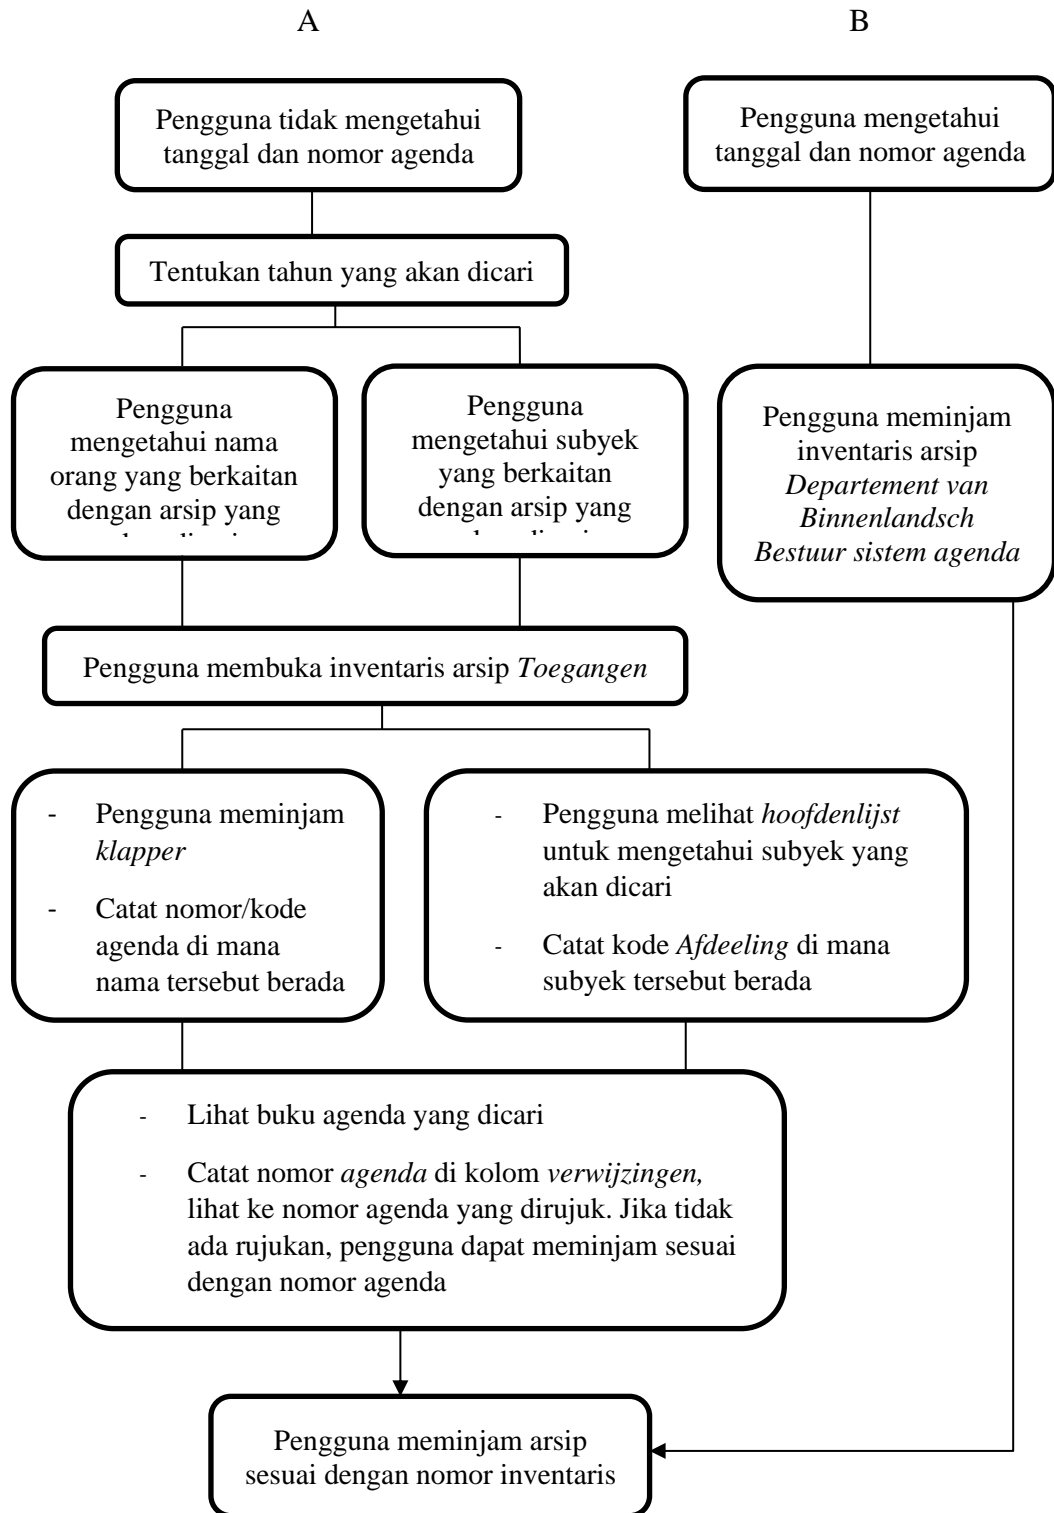 A
B
Pengguna tidak mengetahui
tanggal dan nomor agenda
Pengguna mengetahui
tanggal dan nomor agenda
Tentukan tahun yang akan dicari
Pengguna
mengetahui nama
orang yang berkaitan
dengan arsip yang
Pengguna
mengetahui subyek
yang berkaitan
dengan arsip yang
Pengguna meminjam
inventaris arsip
Departement van
Binnenlandsch
Bestuur sistem agenda
Pengguna membuka inventaris arsip Toegangen
- Pengguna meminjam
klapper
- Catat nomor/kode
agenda di mana
nama tersebut berada
- Pengguna melihat hoofdenlijst
untuk mengetahui subyek yang
akan dicari
- Catat kode Afdeeling di mana
subyek tersebut berada
- Lihat buku agenda yang dicari
- Catat nomor agenda di kolom verwijzingen,
lihat ke nomor agenda yang dirujuk. Jika tidak
ada rujukan, pengguna dapat meminjam sesuai
dengan nomor agenda
Pengguna meminjam arsip
sesuai dengan nomor inventaris